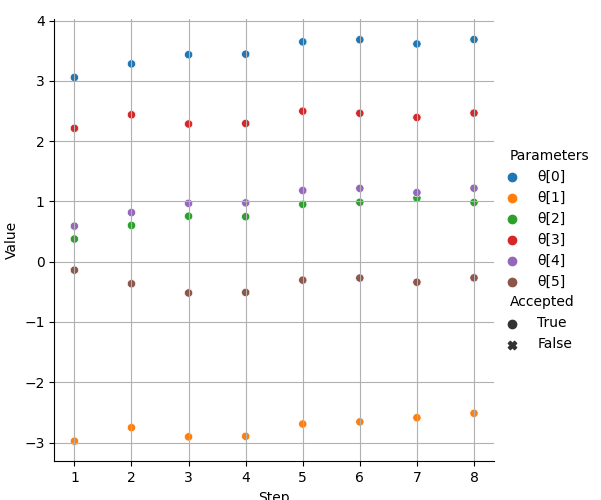 4
3
2
1
0
−1
−2
−3
Value
1 2 3 4 5 6 7 8
Step
Parameters
θ[0]
θ[1]
θ[2]
θ[3]
θ[4]
θ[5]
Accepted
True
False